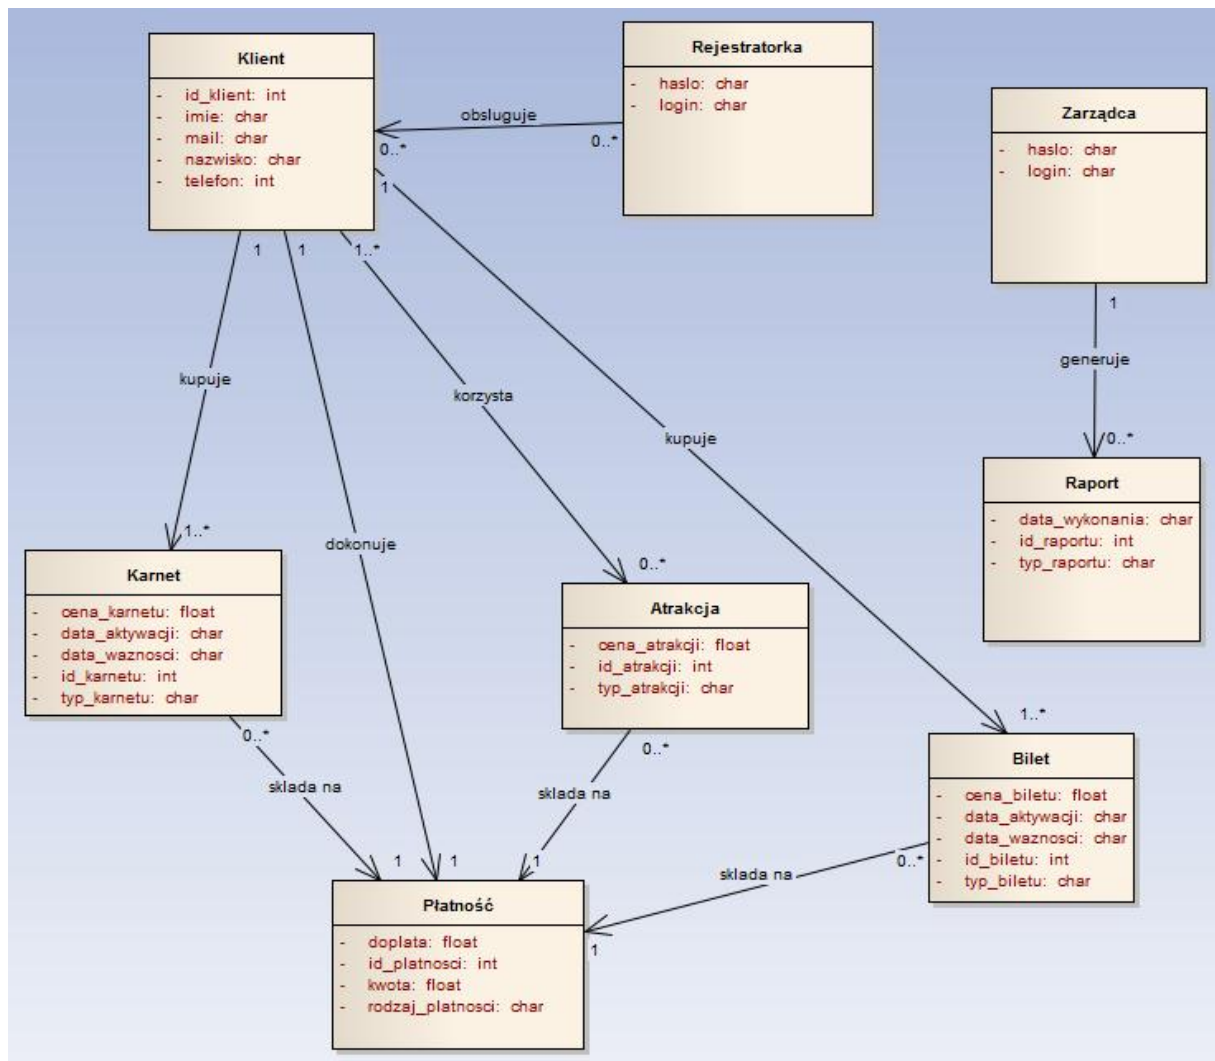 Klient
- id_klient: int
- imie: char
- mail: char
- nazwisko: char
- telefon: int
Rejestratorka
- haslo: char
- login: char
obsluguje
0..*
0..*
Zarządca
- haslo: char
- login: char
1
1
1
1..*
1
generuje
0..*
kupuje
korzysta
kupuje
dokonuje
Raport
- data_wykonania: char
- id_raportu: int
- typ_raportu: char
1..*
Karnet
- cena_karnetu: float
- data_aktywacji: char
- data_waznosci: char
- id_karnetu: int
- typ_karnetu: char
0..*
Atrakcja
- cena_atrakcji: float
- id_atrakcji: int
- typ_atrakcji: char
1..*
Bilet
- cena_biletu: float
- data_aktywacji: char
- data_waznosci: char
- id_biletu: int
- typ_biletu: char
0..*
0..*
0..*
sklada na
sklada na
sklada na
1
1
1
1
Płatność
- doplata: float
- id_platnosci: int
- kwota: float
- rodzaj_platnosci: char